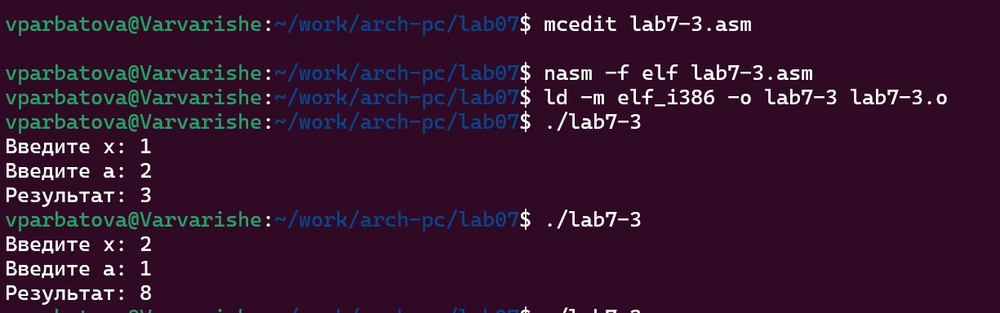 vparbatova@Varvarishe:~/work/arch-pc/lab07$ mcedit lab7-3.asm
vparbatova@Varvarishe:~/work/arch-pc/lab07$ nasm -f elf lab7-3.asm
vparbatova@Varvarishe:~/work/arch-pc/lab07$ ld -m elf_i386 -o lab7-3 lab7-3.o
vparbatova@Varvarishe:~/work/arch-pc/lab07$ ./lab7-3
Введите x: 1
Введите a: 2
Результат: 3
vparbatova@Varvarishe:~/work/arch-pc/lab07$ ./lab7-3
Введите x: 2
Введите a: 1
Результат: 8